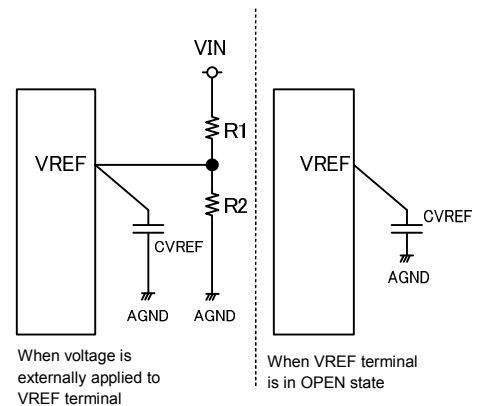 VIN
R1
VREF
R2
CVREF
AGND
AGND
When voltage is
externally applied to
VREF terminal
VREF
CVREF
AGND
When VREF terminal
is in OPEN state